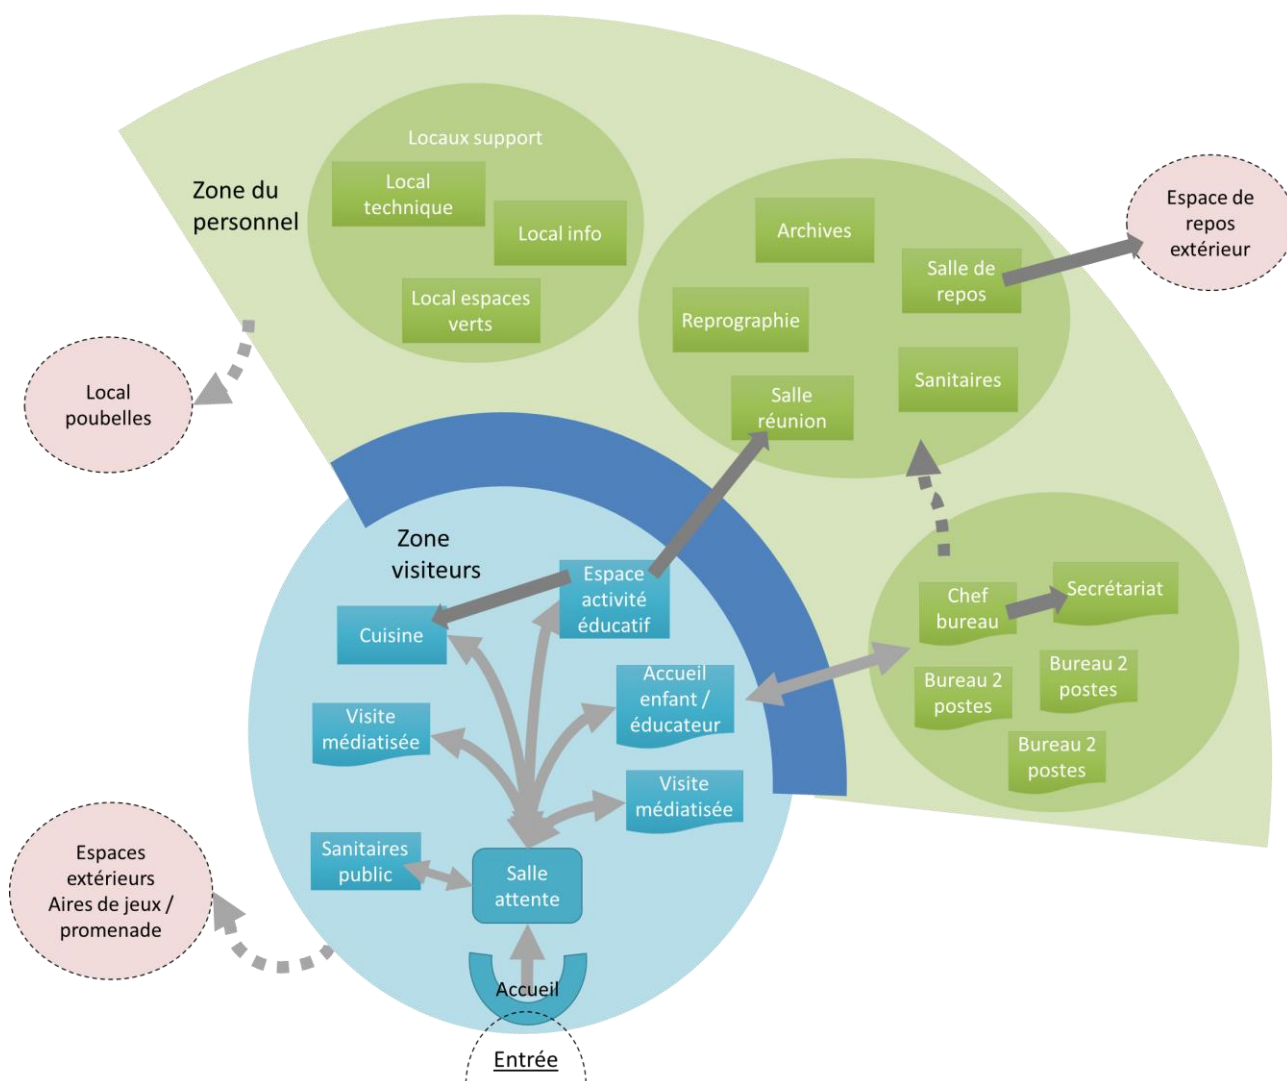 Locaux support
Local
technique
Local info
Local espaces
verts
Zone du
personnel
Archives
Salle de
repos
Reprographie
Sanitaires
Salle
réunion
Espace de
repos
extérieur
Local
poubelles
Zone
visiteurs
Espace
activité
éducatif
Cuisine
Accueil
enfant /
éducateur
Visite
médiatisée
Visite
médiatisée
Sanitaires
public
Salle
attente
Accueil
Entrée
Chef
bureau
Secrétariat
Bureau 2
postes
Bureau 2
postes
Bureau 2
postes
Espaces
extérieurs
Aires de jeux /
promenade